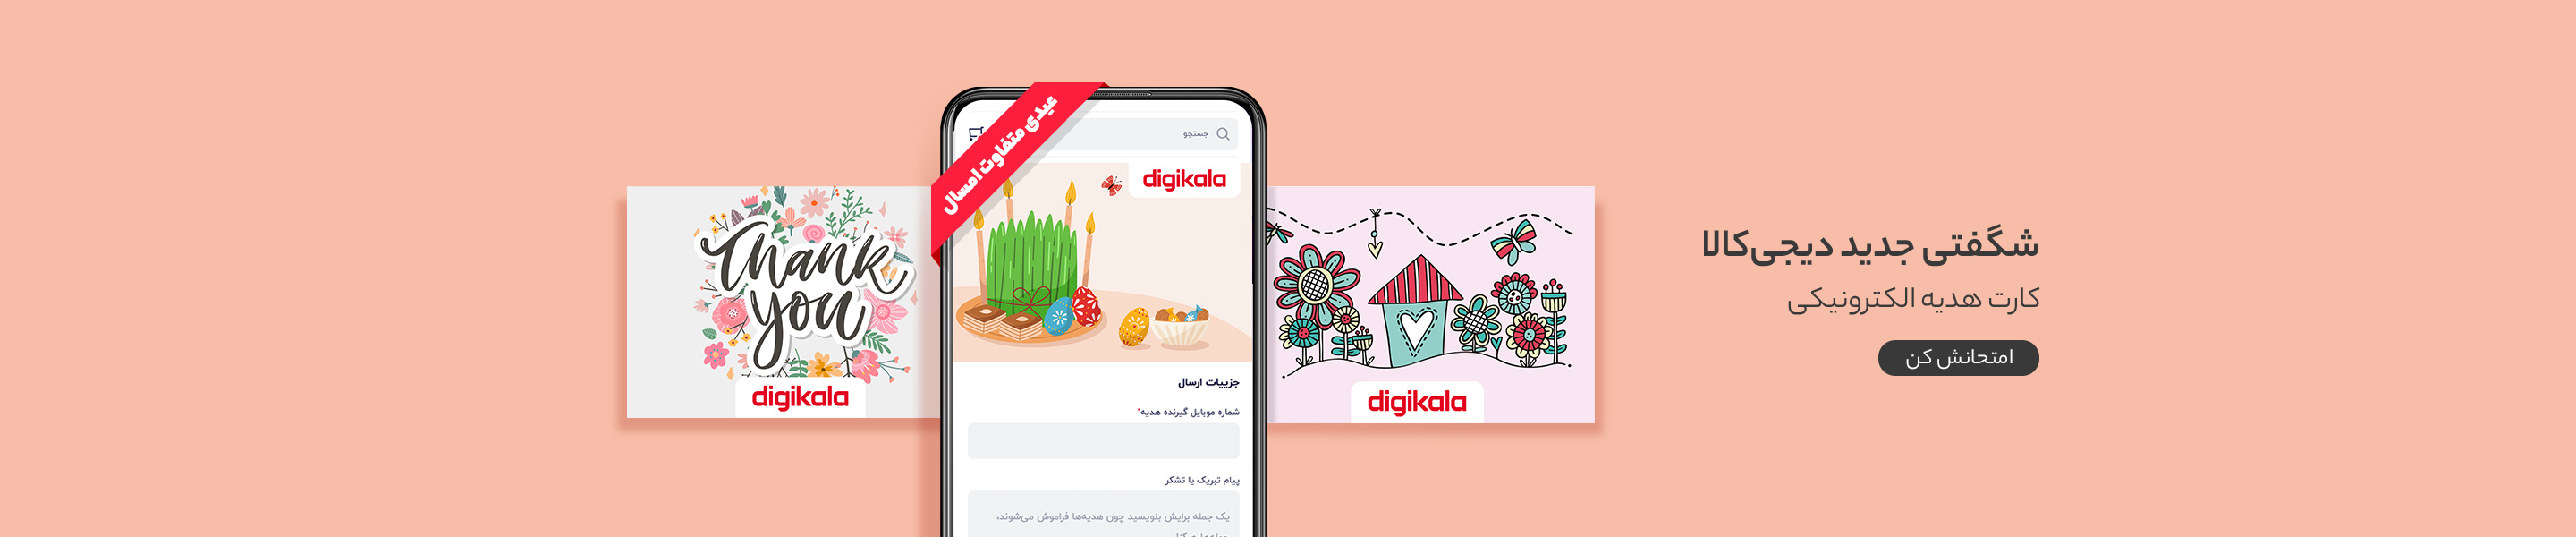 شگفتی جدید دیجی‌کالا
کارت هدیه الکترونیکی
امتحانش کن
digikala
عیدی متفاوت امسال
جستجو
digikala
جزییات ارسال
شماره موبایل گیرنده هدیه*
پیام تبریک یا تشکر
یک جمله برایش بنویسید چون هدیه‌ها فراموش می‌شوند،
Thank
you
digikala